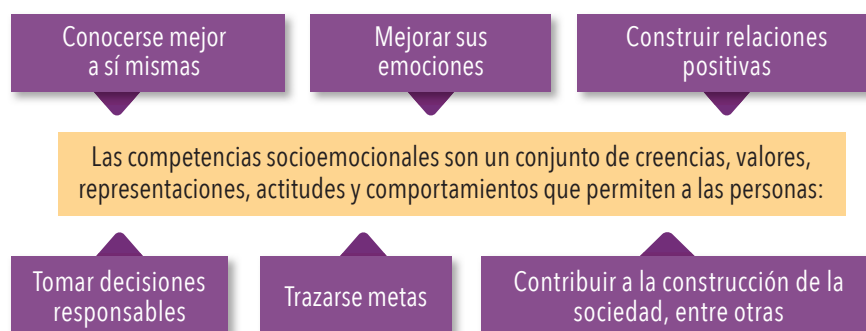 Conocerse mejor
a sí mismas
Mejorar sus
emociones
Construir relaciones
positivas
Las competencias socioemocionales son un conjunto de creencias, valores,
representaciones, actitudes y comportamientos que permiten a las personas:
Tomar decisiones
responsables
Trazarse metas
Contribuir a la construcción de la
sociedad, entre otras